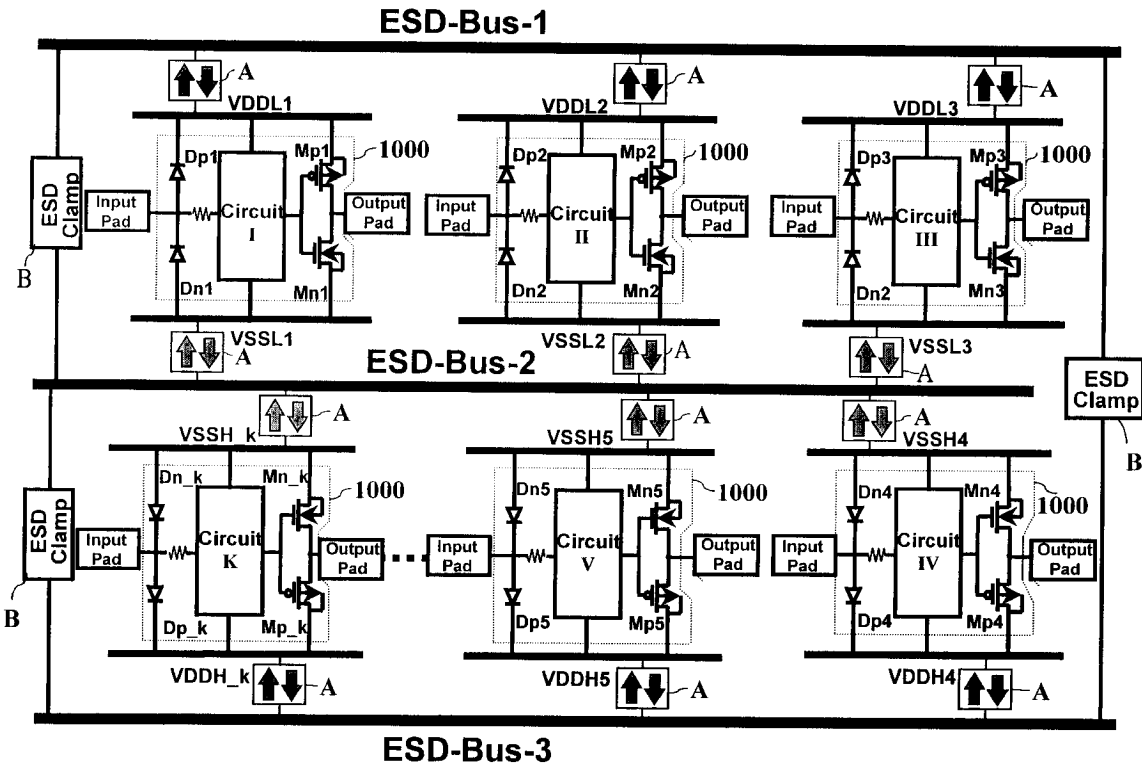 ESD-Bus-1
A A A
VDDL1 VDDL2 VDDL3
Dp1 Mp1 1000 Dp2 Mp2 1000 Dp3 Mp3 1000
ESD Clamp
B
Input Pad
Circuit I
Output Pad
Input Pad
Circuit II
Output Pad
Input Pad
Circuit III
Output Pad
Dn1 Mn1 Dn2 Mn2 Dn2 Mn3
VSSL1 VSSL2 VSSL3
A A A
ESD-Bus-2
ESD Clamp
B
A A A
VSSH_k VSSH5 VSSH4
Dn_k Mn_k 1000 Dn5 Mn5 1000 Dn4 Mn4 1000
ESD Clamp
B
Input Pad
Circuit K
Output Pad
Input Pad
Circuit V
Output Pad
Input Pad
Circuit IV
Output Pad
Dp_k Mp_k Dp5 Mp5 Dp4 Mp4
VDDH_k VDDH5 VDDH4
A A A
ESD-Bus-3